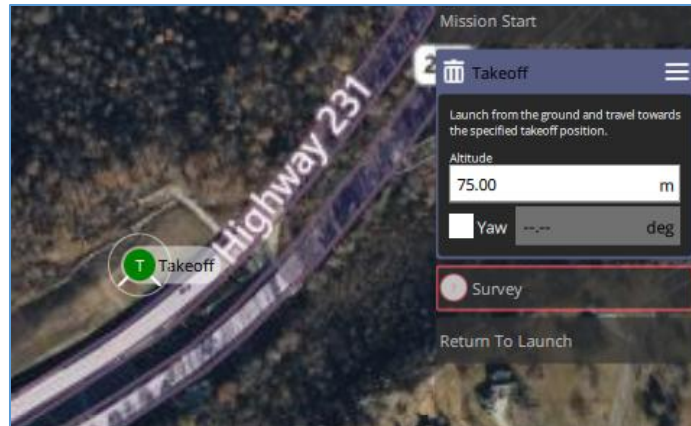 Mission Start
2
Takeoff
Launch from the ground and travel towards
the specified takeoff position.
Altitude
75.00 m
Yaw --.-- deg
Survey
Return To Launch
Highway 231
T Takeoff